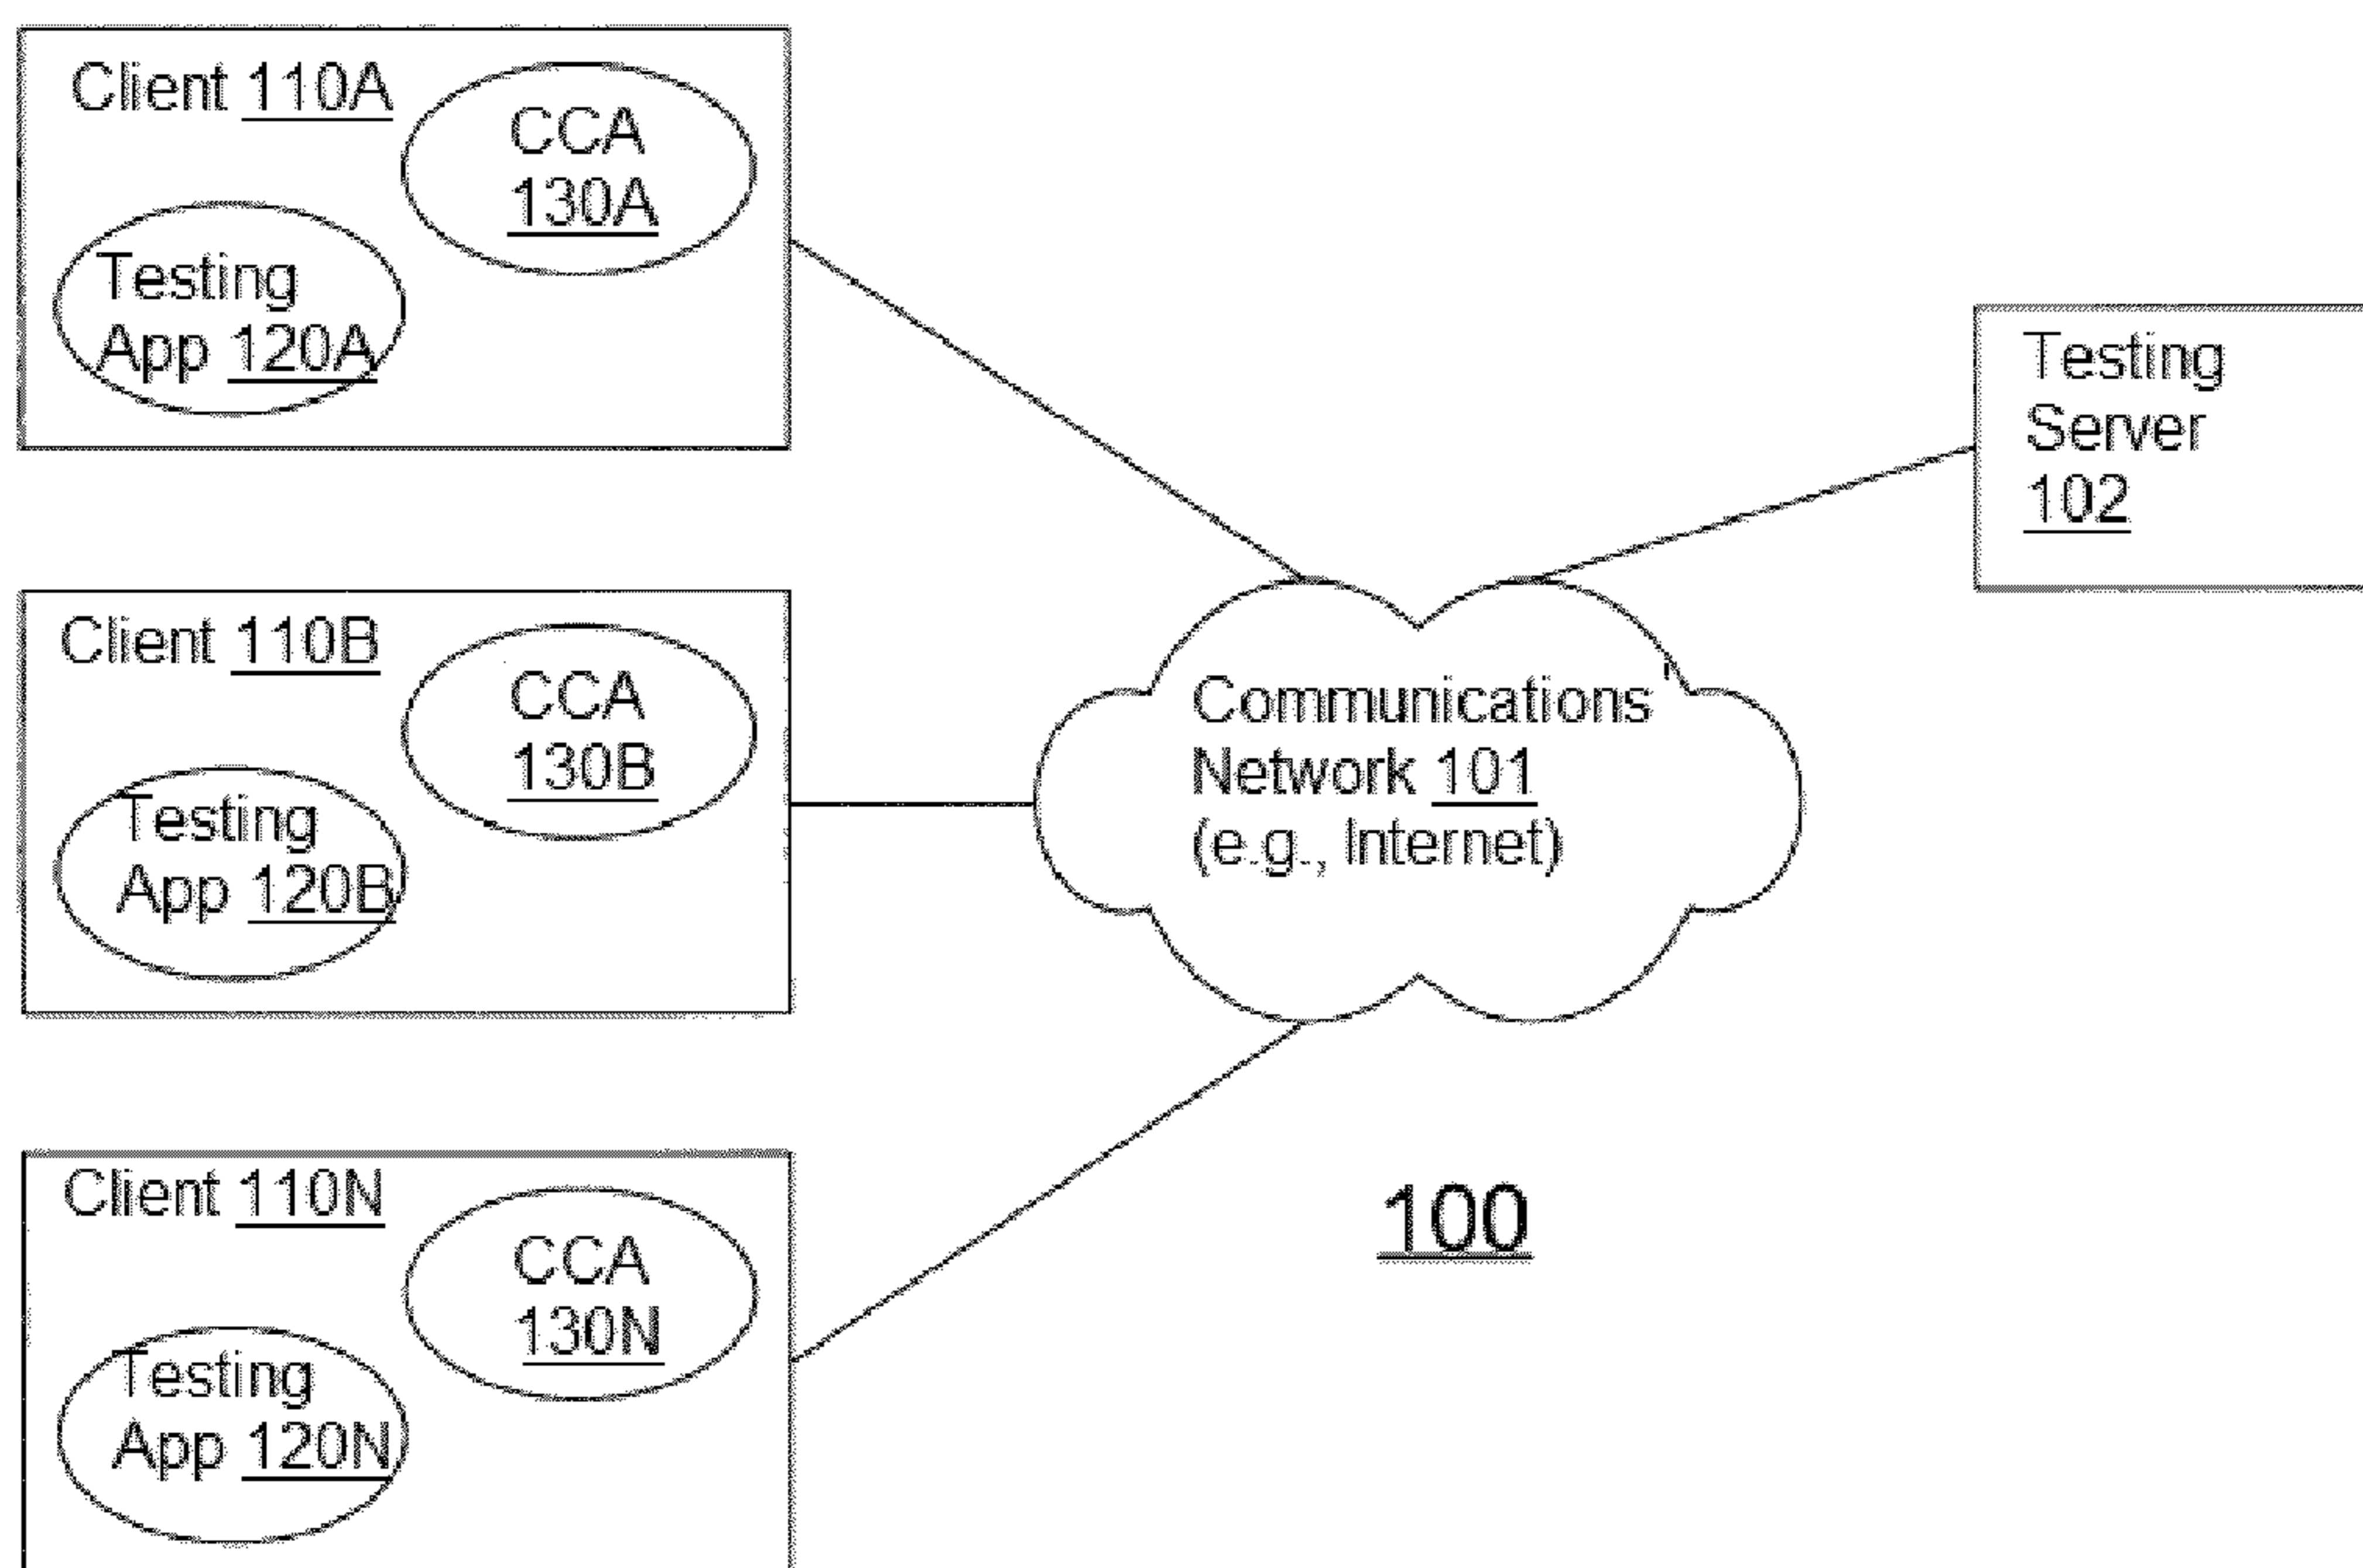 Client 110A
CCA
130A
Testing
App 120A
Testing
Server
102
Client 110B
CCA
130B
Testing
App 120B
Communications
Network 101
(e.g., Internet)
Client 110N
CCA
130N
Testing
App 120N
100